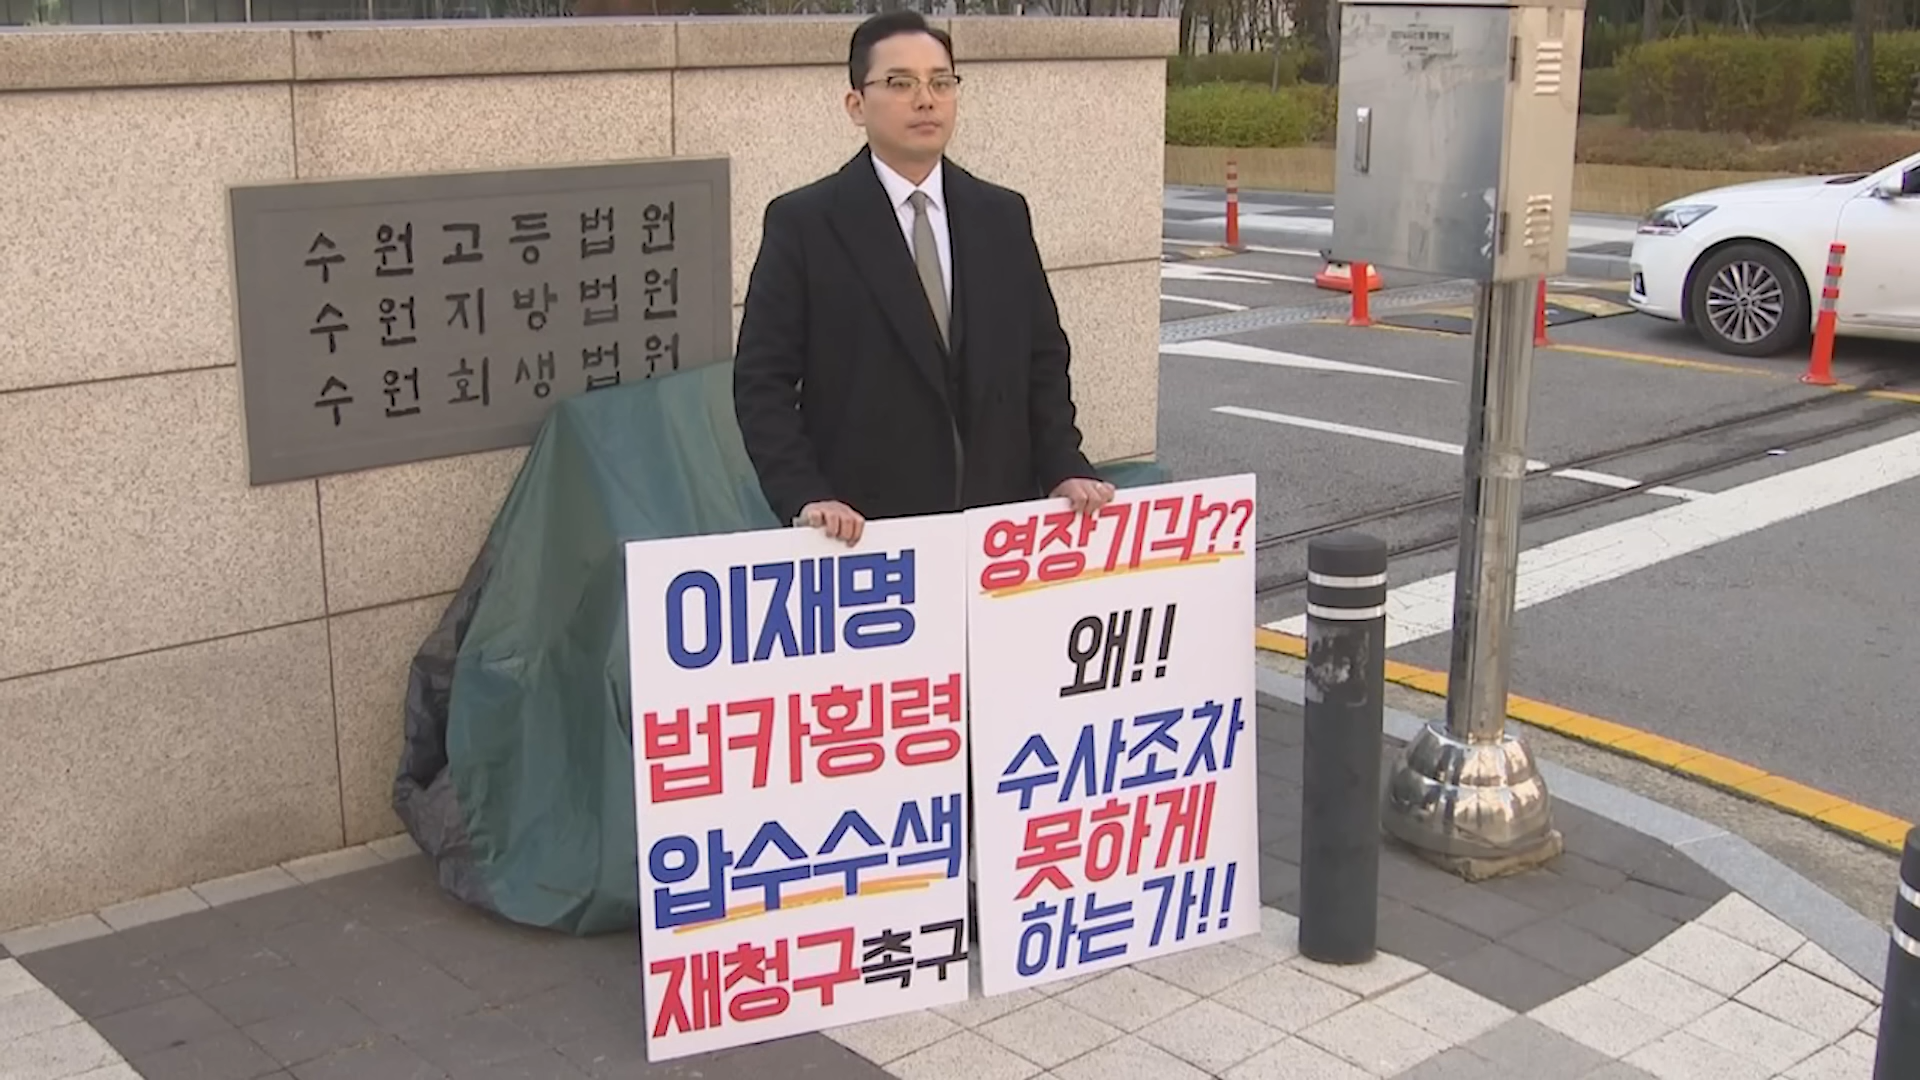 수원고등법원
수원지방법원
수원회생법원
이재명
법카횡령
압수수색
재청구촉구
영장기각??
왜!!
수사조차
못하게
하는가!!